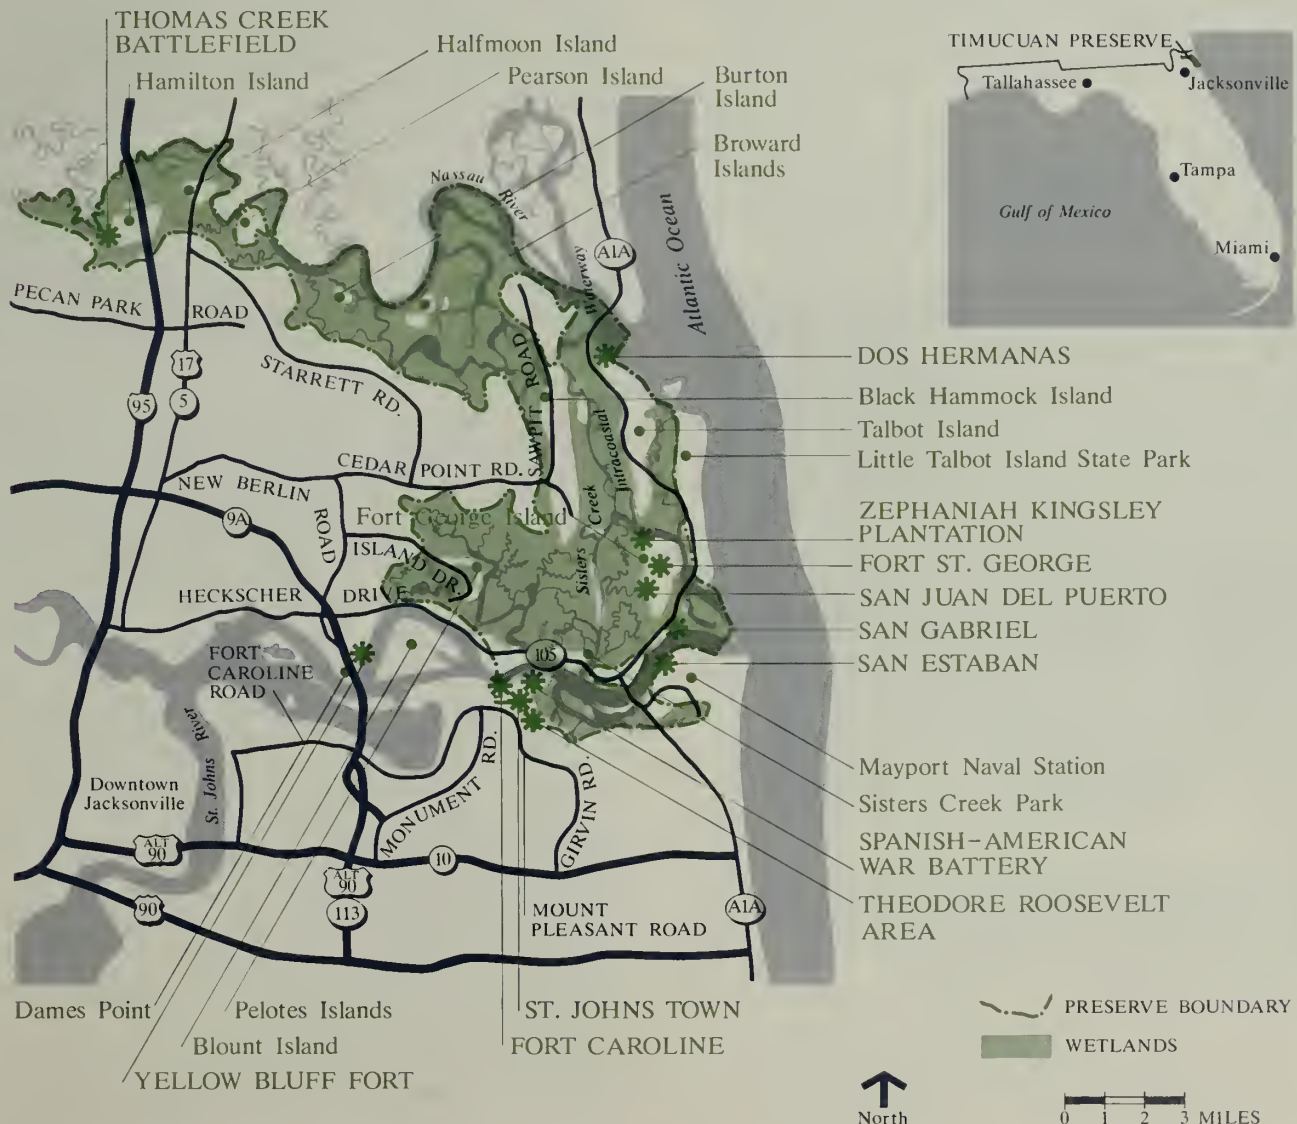 THOMAS CREEK
BATTLEFIELD
Hamilton Island
Halfmoon Island
Pearson Island
Burton
Island
Broward
Islands
TIMUCUAN PRESERVE
Tallahassee
Jacksonville
Tampa
Gulf of Mexico
Miami
Nassau
River
A1A
Atlantic Ocean
Waterway
Intracoastal
PECAN PARK
ROAD
17
5
95
STARRETT RD.
SAWPIT ROAD
CEDAR POINT RD.
NEW BERLIN
ROAD
9A
Fort George Island
ISLAND DR.
Sisters
Creek
HECKSCHER DRIVE
105
FORT
CAROLINE
ROAD
St. Johns River
Downtown
Jacksonville
MONUMENT RD.
GIRVIN RD.
ALT
90
10
ALT
90
113
90
A1A
MOUNT
PLEASANT ROAD
DOS HERMANAS
Black Hammock Island
Talbot Island
Little Talbot Island State Park
ZEPHANIAH KINGSLEY
PLANTATION
FORT ST. GEORGE
SAN JUAN DEL PUERTO
SAN GABRIEL
SAN ESTABAN
Mayport Naval Station
Sisters Creek Park
SPANISH-AMERICAN
WAR BATTERY
THEODORE ROOSEVELT
AREA
Dames Point
Pelotes Islands
Blount Island
YELLOW BLUFF FORT
ST. JOHNS TOWN
FORT CAROLINE
PRESERVE BOUNDARY
WETLANDS
North
0 1 2 3 MILES